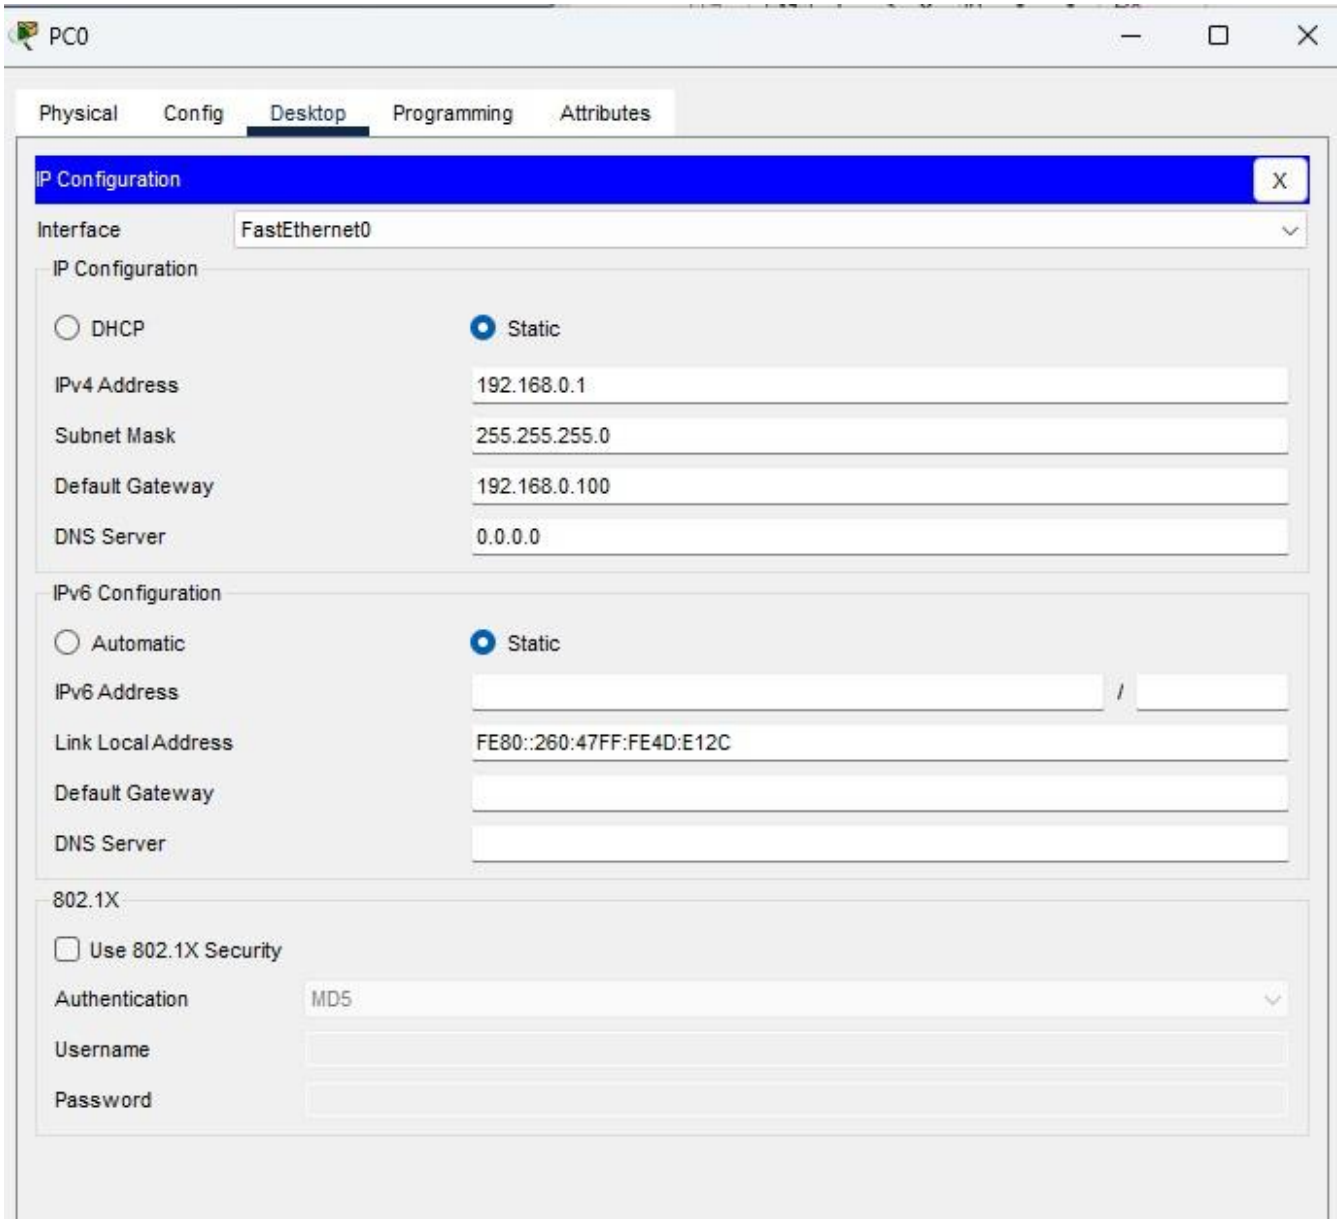 PC0
Physical Config Desktop Programming Attributes
IP Configuration X
Interface FastEthernet0
IP Configuration
DHCP Static
IPv4 Address 192.168.0.1
Subnet Mask 255.255.255.0
Default Gateway 192.168.0.100
DNS Server 0.0.0.0
IPv6 Configuration
Automatic Static
IPv6 Address /
Link Local Address FE80::260:47FF:FE4D:E12C
Default Gateway
DNS Server
802.1X
Use 802.1X Security
Authentication MD5
Username
Password